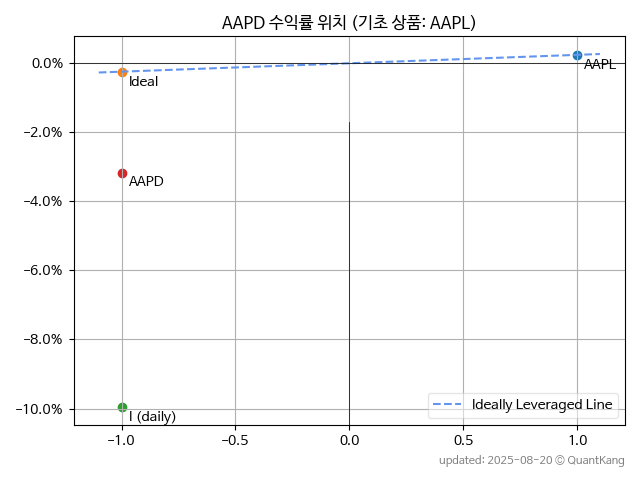 AAPD 수익률 위치 (기초 상품: AAPL)
0.0%
−2.0%
−4.0%
−6.0%
−8.0%
−10.0%
Ideal
AAPL
AAPD
I (daily)
Ideally Leveraged Line
−1.0 −0.5 0.0 0.5 1.0
updated: 2025-08-20 © QuantKang